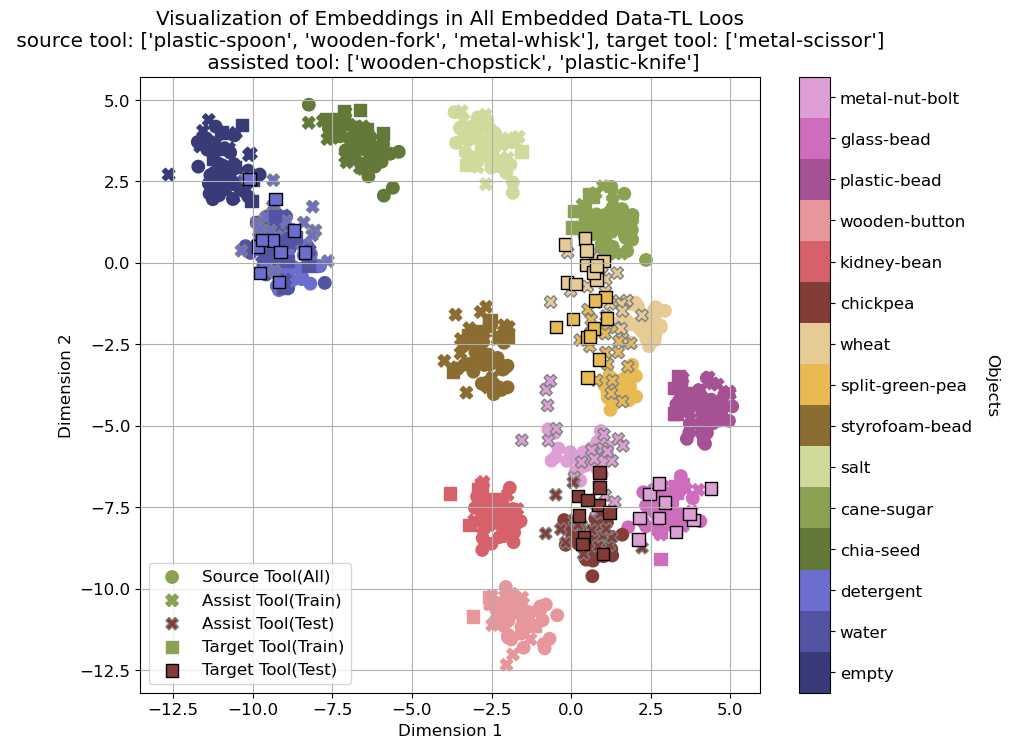 Visualization of Embeddings in All Embedded Data-TL Loos
source tool: ['plastic-spoon', 'wooden-fork', 'metal-whisk'], target tool: ['metal-scissor']
assisted tool: ['wooden-chopstick', 'plastic-knife']
5.0
2.5
0.0
−2.5
−5.0
−7.5
−10.0
−12.5
Dimension 2
Source Tool(All)
Assist Tool(Train)
Assist Tool(Test)
Target Tool(Train)
Target Tool(Test)
−12.5
−10.0
−7.5
−5.0
−2.5
0.0
2.5
5.0
Dimension 1
metal-nut-bolt
glass-bead
plastic-bead
wooden-button
kidney-bean
chickpea
wheat
split-green-pea
styrofoam-bead
salt
cane-sugar
chia-seed
detergent
water
empty
Objects